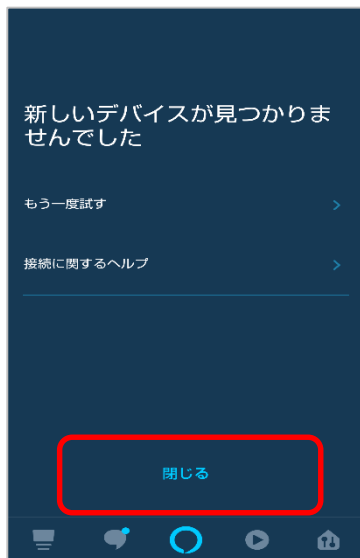 新しいデバイスが見つかりま
せんでした
もう一度試す
接続に関するヘルプ
閉じる